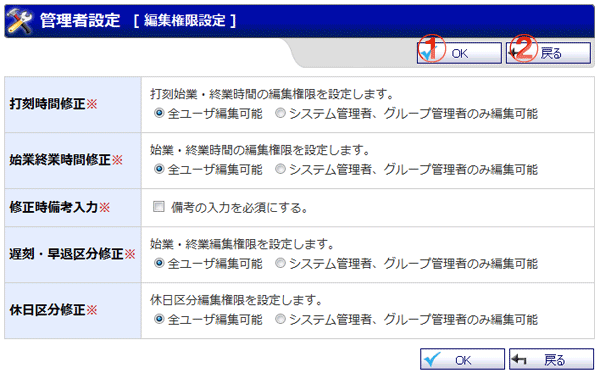 管理者設定 [ 編集権限設定 ]
① OK ② 戻る
打刻時間修正※
打刻始業・終業時間の編集権限を設定します。
全ユーザ編集可能 システム管理者、グループ管理者のみ編集可能
始業終業時間修正※
始業・終業時間の編集権限を設定します。
全ユーザ編集可能 システム管理者、グループ管理者のみ編集可能
修正時備考入力※
備考の入力を必須にする。
遅刻・早退区分修正※
始業・終業編集権限を設定します。
全ユーザ編集可能 システム管理者、グループ管理者のみ編集可能
休日区分修正※
休日区分編集権限を設定します。
全ユーザ編集可能 システム管理者、グループ管理者のみ編集可能
OK 戻る